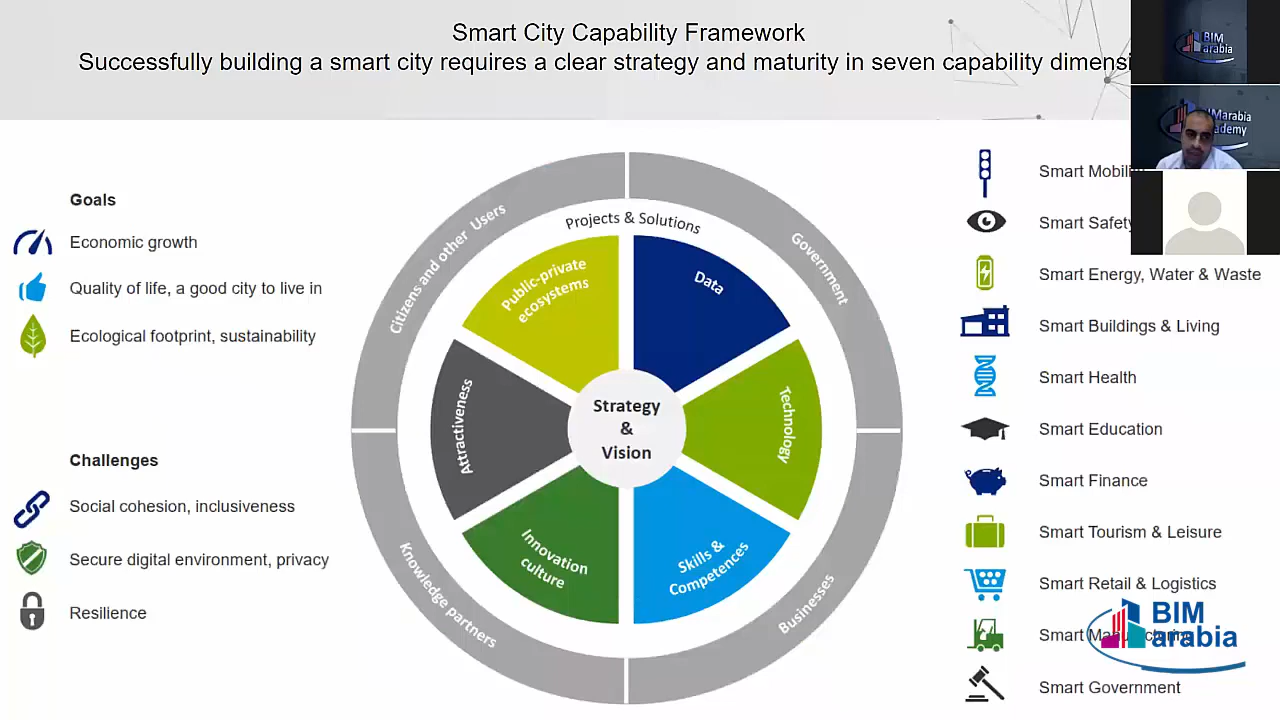 Smart City Capability Framework
Successfully building a smart city requires a clear strategy and maturity in seven capability
Goals
Economic growth
Quality of life, a good city to live in
Ecological footprint, sustainability
Challenges
Social cohesion, inclusiveness
Secure digital environment, privacy
Resilience
Citizens and other Users
Government
Businesses
Knowledge partners
Projects & Solutions
Public-private
ecosystems
Data
Technology
Skills &
Competences
Innovation
culture
Attractiveness
Strategy
&
Vision
Smart
Smart Safety
Smart Energy, Water & Waste
Smart Buildings & Living
Smart Health
Smart Education
Smart Finance
Smart Tourism & Leisure
Smart Retail & Logistics
Smart
Smart Government
BIM
arabia
BIM
arabia